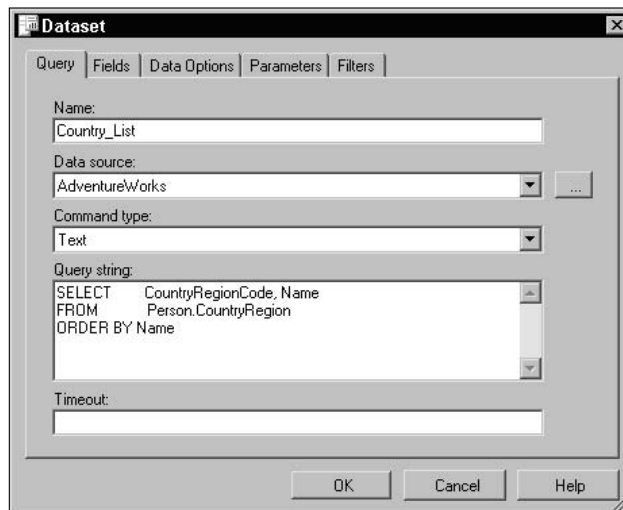 Dataset
Query Fields Data Options Parameters Filters
Name:
Country_List
Data source:
AdventureWorks
...
Command type:
Text
Query string:
SELECT CountryRegionCode, Name
FROM Person.CountryRegion
ORDER BY Name
Timeout:
OK Cancel Help